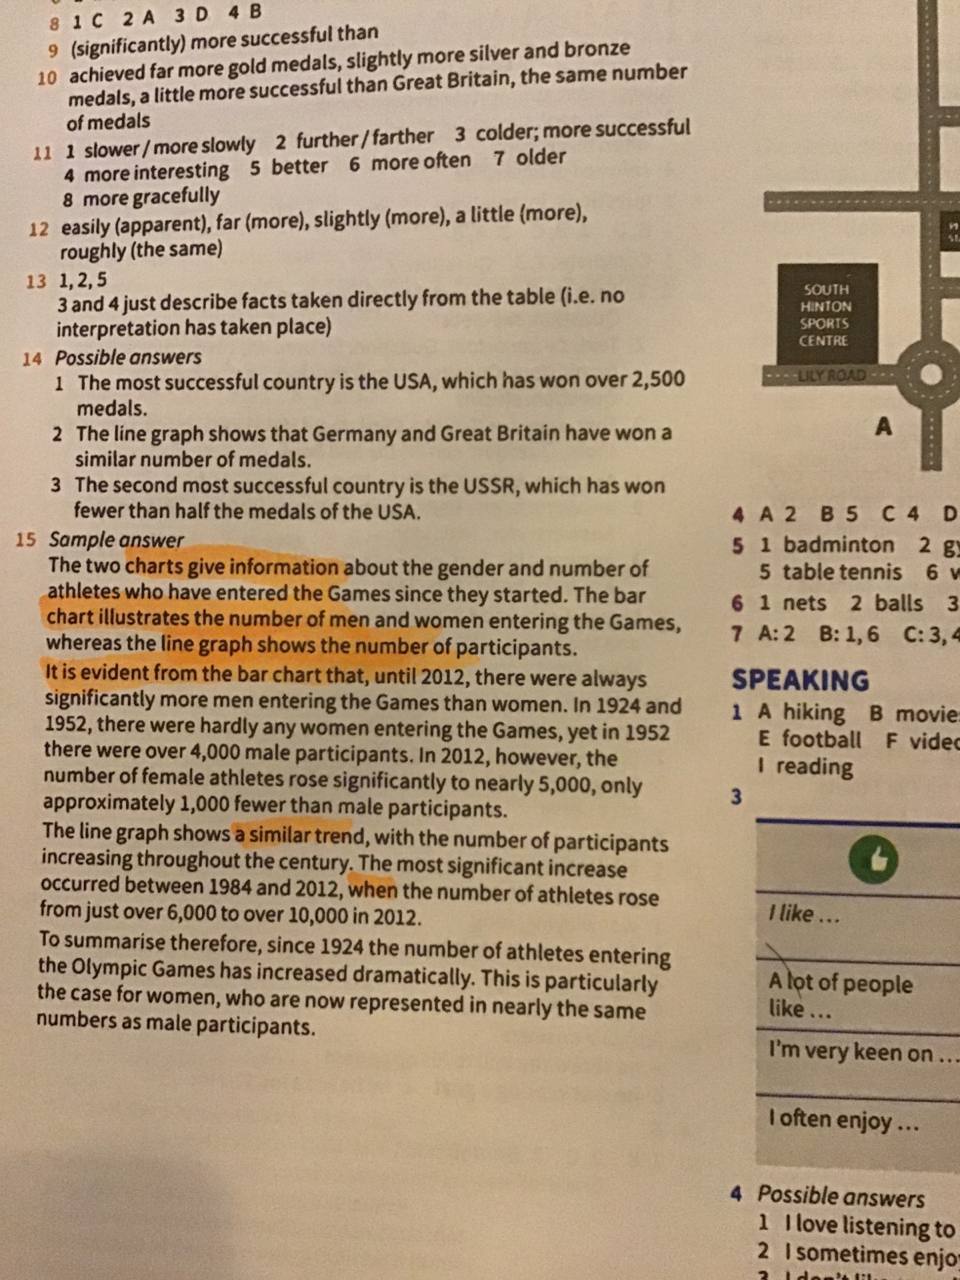 8 1 C 2 A 3 D 4 B
9 (significantly) more successful than
10 achieved far more gold medals, slightly more silver and bronze
medals, a little more successful than Great Britain, the same number
of medals
11 1 slower / more slowly 2 further / farther 3 colder; more successful
4 more interesting 5 better 6 more often 7 older
8 more gracefully
12 easily (apparent), far (more), slightly (more), a little (more),
roughly (the same)
13 1, 2, 5
3 and 4 just describe facts taken directly from the table (i.e. no
interpretation has taken place)
14 Possible answers
1 The most successful country is the USA, which has won over 2,500
medals.
2 The line graph shows that Germany and Great Britain have won a
similar number of medals.
3 The second most successful country is the USSR, which has won
fewer than half the medals of the USA.
15 Sample answer
The two charts give information about the gender and number of
athletes who have entered the Games since they started. The bar
chart illustrates the number of men and women entering the Games,
whereas the line graph shows the number of participants.
It is evident from the bar chart that, until 2012, there were always
significantly more men entering the Games than women. In 1924 and
1952, there were hardly any women entering the Games, yet in 1952
there were over 4,000 male participants. In 2012, however, the
number of female athletes rose significantly to nearly 5,000, only
approximately 1,000 fewer than male participants.
The line graph shows a similar trend, with the number of participants
increasing throughout the century. The most significant increase
occurred between 1984 and 2012, when the number of athletes rose
from just over 6,000 to over 10,000 in 2012.
To summarise therefore, since 1924 the number of athletes entering
the Olympic Games has increased dramatically. This is particularly
the case for women, who are now represented in nearly the same
numbers as male participants.
SOUTH
HINTON
SPORTS
CENTRE
LILY ROAD
A
4 A 2 B 5 C 4 D
5 1 badminton 2
5 table tennis 6
6 1 nets 2 balls 3
7 A: 2 B: 1, 6 C: 3, 4
SPEAKING
1 A hiking B movie
E football F video
I reading
3
I like ...
A lot of people
like ...
I'm very keen on ...
I often enjoy ...
4 Possible answers
1 I love listening to
2 I sometimes enjoy